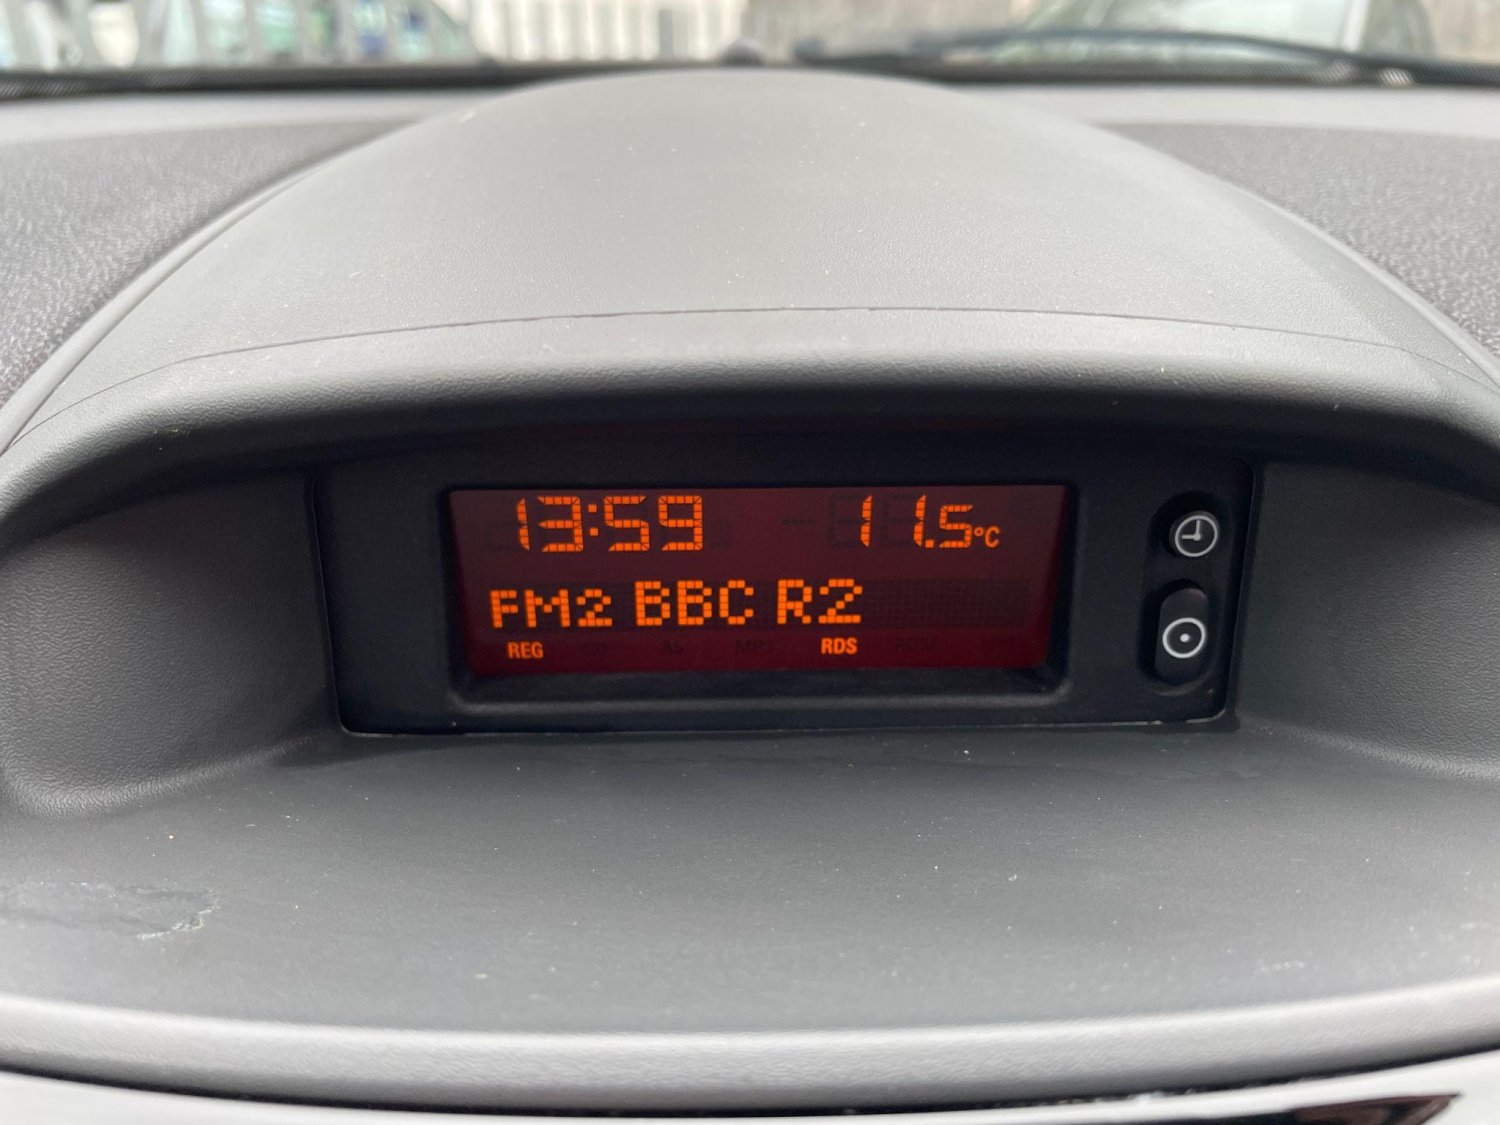 13:59 11.5°C
FM2 BBC R2
REG RDS